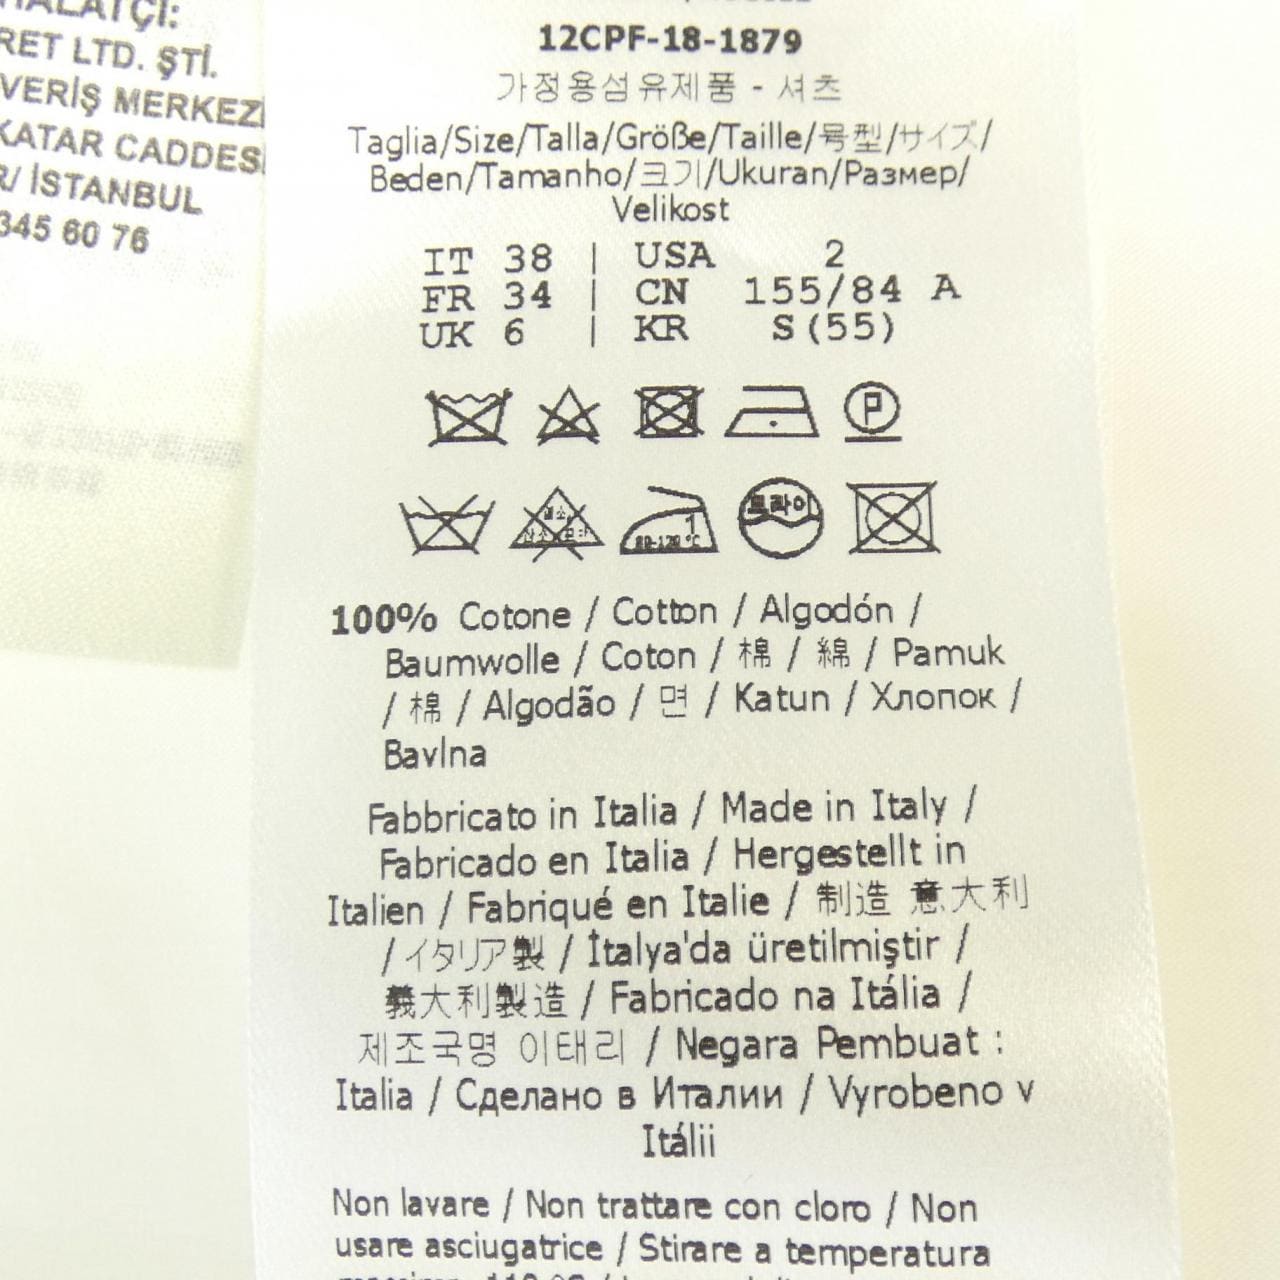 HALATÇI:
RET LTD. ŞTİ.
VERİŞ MERKEZİ
KATAR CADDESİ
R/ İSTANBUL
345 60 76
12CPF-18-1879
가정용섬유제품 - 셔츠
Taglia/Size/Talla/Größe/Taille/号型/サイズ/
Beden/Tamanho/크기/Ukuran/Размер/
Velikost
IT 38 | USA 2
FR 34 | CN 155/84 A
UK 6 | KR S(55)
P
드라이
80-120 °C
100% Cotone / Cotton / Algodón /
Baumwolle / Coton / 棉 / 綿 / Pamuk
/ 棉 / Algodão / 면 / Katun / Хлопок /
Bavlna
Fabbricato in Italia / Made in Italy /
Fabricado en Italia / Hergestellt in
Italien / Fabriqué en Italie / 制造 意大利
/ イタリア製 / İtalya'da üretilmiştir /
義大利製造 / Fabricado na Itália /
제조국명 이태리 / Negara Pembuat :
Italia / Сделано в Италии / Vyrobeno v
Itálii
Non lavare / Non trattare con cloro / Non
usare asciugatrice / Stirare a temperatura